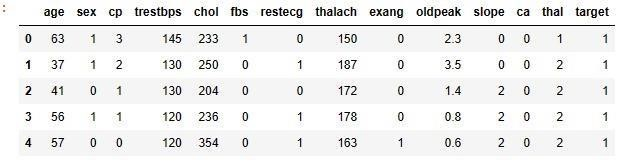 : age sex cp trestbps chol fbs restecg thalach exang oldpeak slope ca thal target
0 63 1 3 145 233 1 0 150 0 2.3 0 0 1 1
1 37 1 2 130 250 0 1 187 0 3.5 0 0 2 1
2 41 0 1 130 204 0 0 172 0 1.4 2 0 2 1
3 56 1 1 120 236 0 1 178 0 0.8 2 0 2 1
4 57 0 0 120 354 0 1 163 1 0.6 2 0 2 1